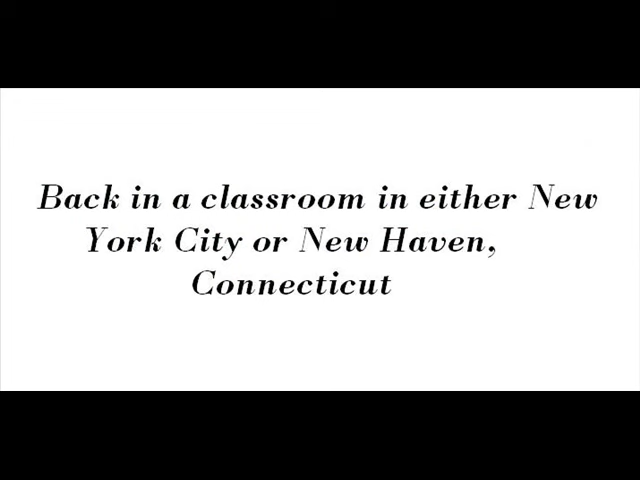 Back in a classroom in either New
York City or New Haven,
Connecticut